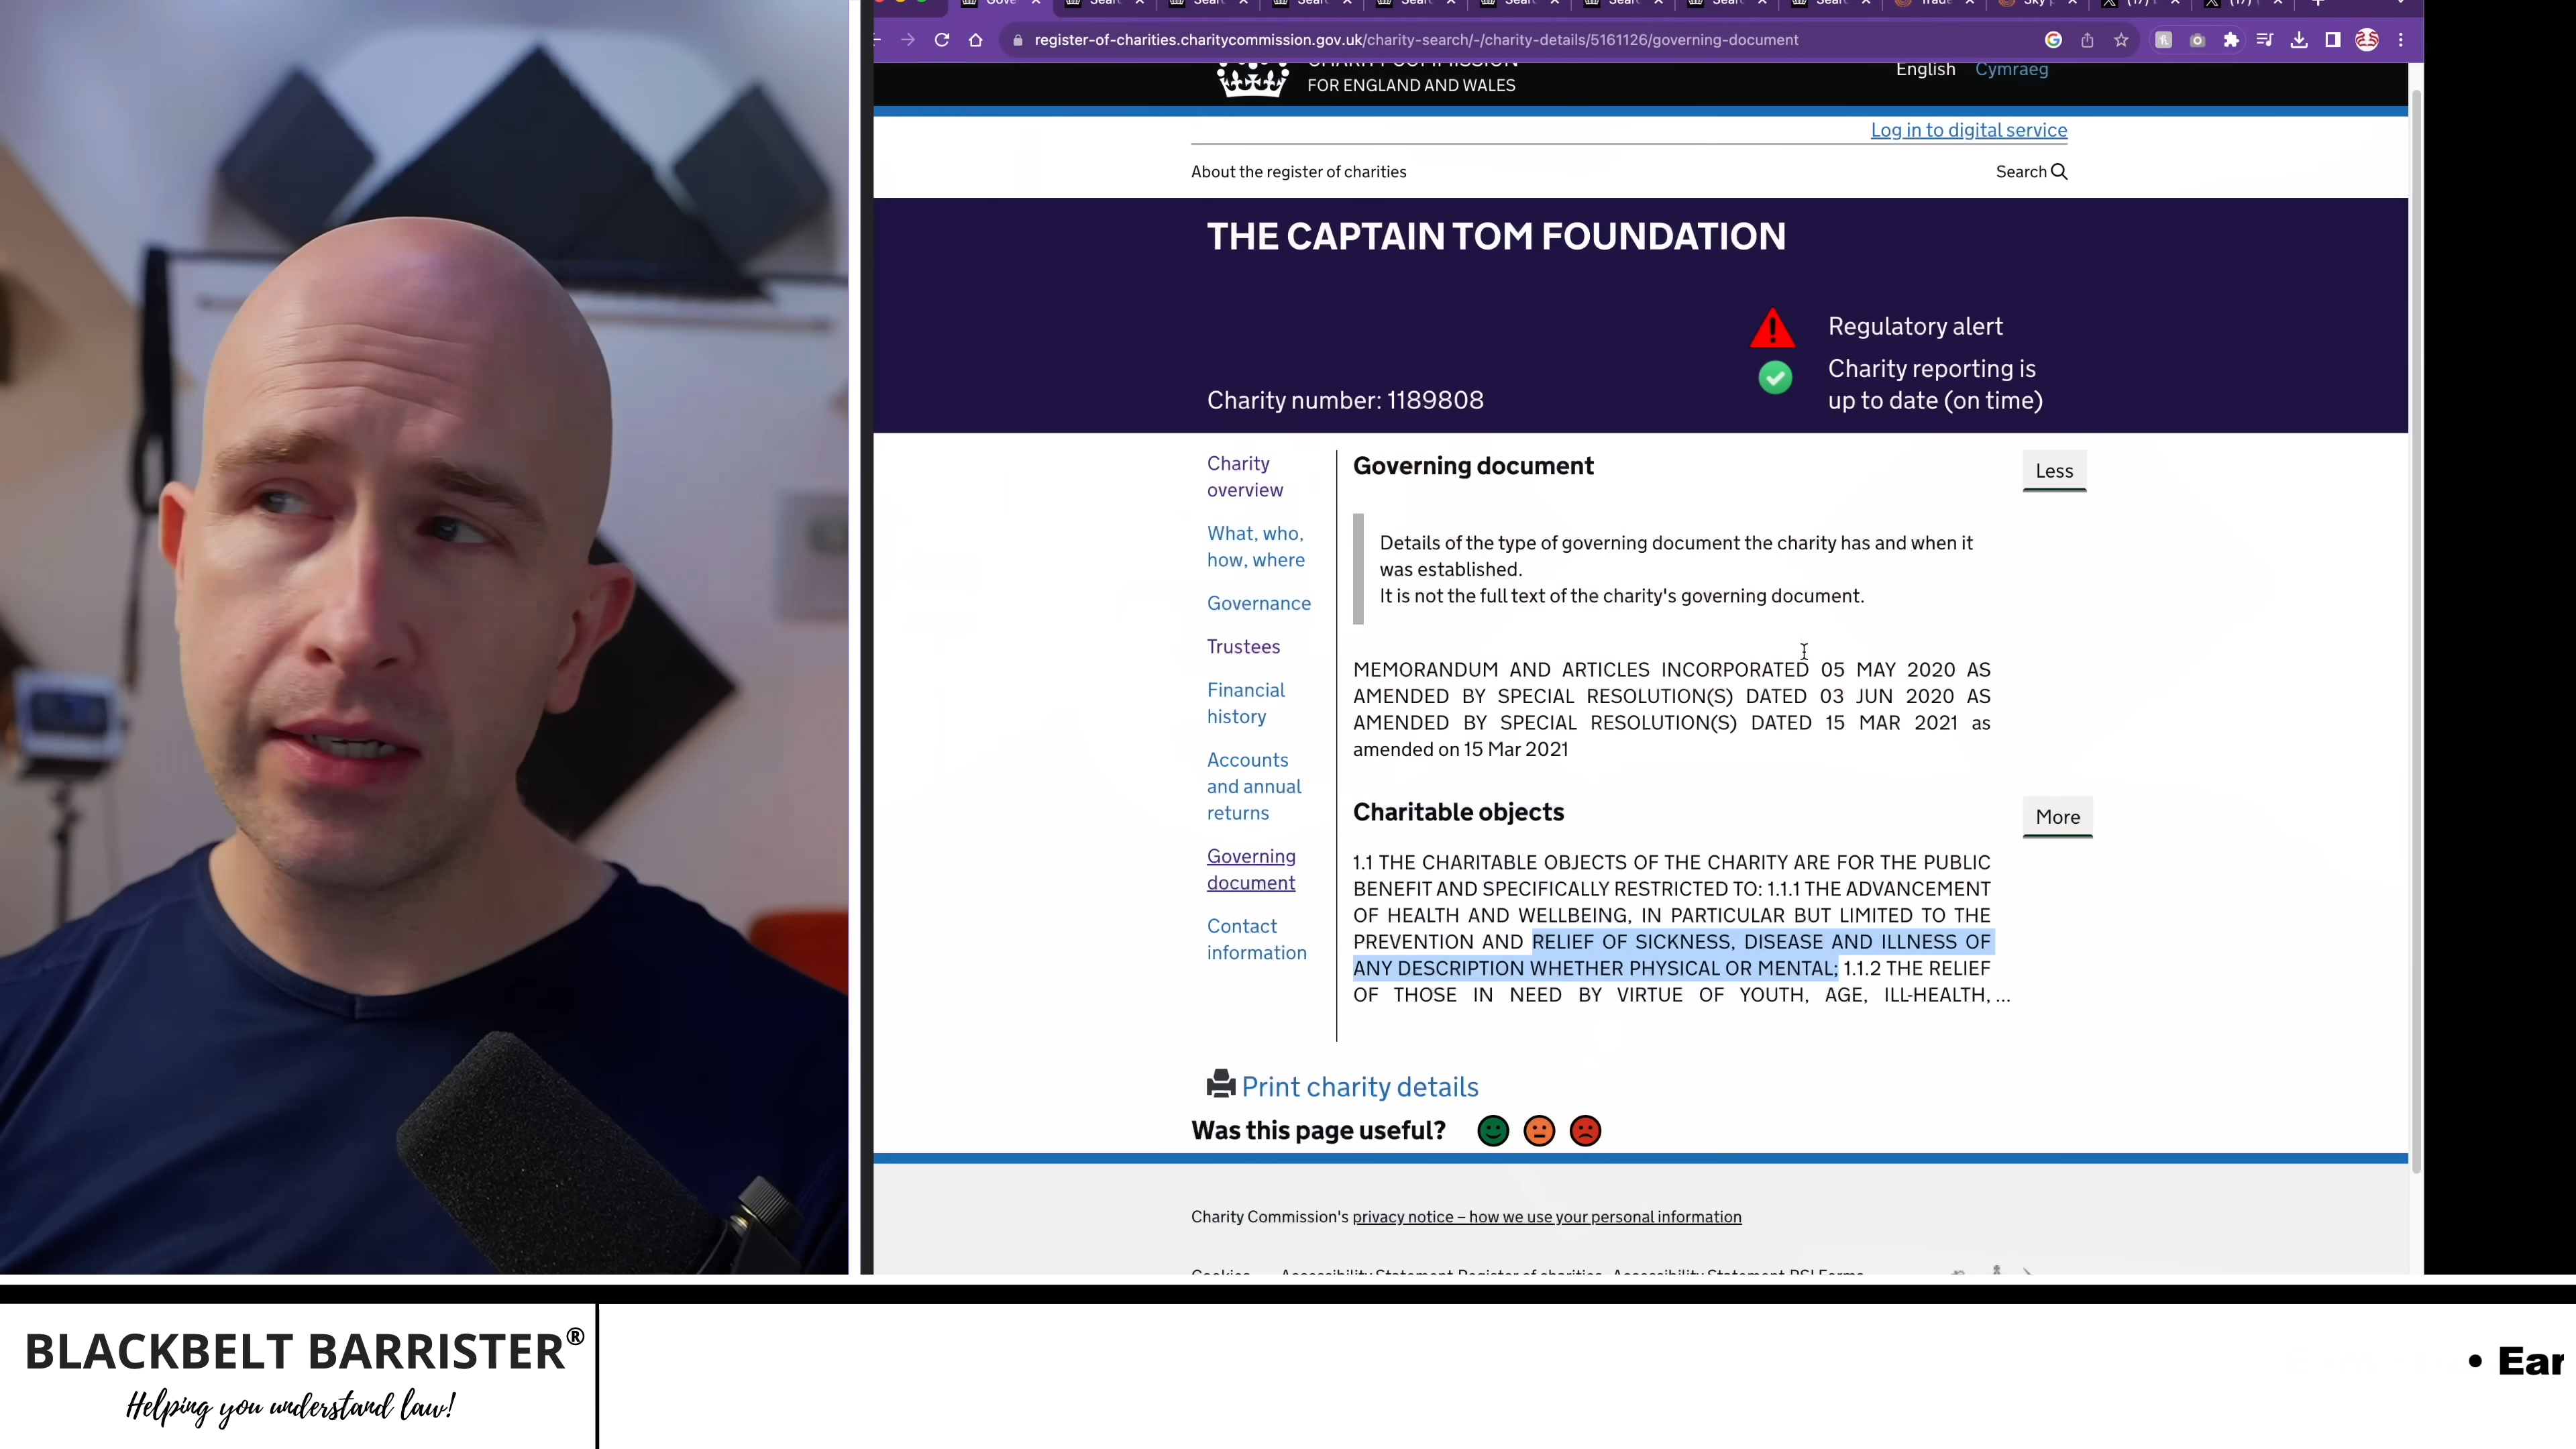 register-of-charities.charitycommission.gov.uk/charity-search/-/charity-details/5161126/governing-document
FOR ENGLAND AND WALES
English Cymraeg
Log in to digital service
About the register of charities
Search
THE CAPTAIN TOM FOUNDATION
Regulatory alert
Charity reporting is
up to date (on time)
Charity number: 1189808
Charity
overview
What, who,
how, where
Governance
Trustees
Financial
history
Accounts
and annual
returns
Governing
document
Contact
information
Governing document
Less
Details of the type of governing document the charity has and when it
was established.
It is not the full text of the charity's governing document.
MEMORANDUM AND ARTICLES INCORPORATED 05 MAY 2020 AS
AMENDED BY SPECIAL RESOLUTION(S) DATED 03 JUN 2020 AS
AMENDED BY SPECIAL RESOLUTION(S) DATED 15 MAR 2021 as
amended on 15 Mar 2021
Charitable objects
More
1.1 THE CHARITABLE OBJECTS OF THE CHARITY ARE FOR THE PUBLIC
BENEFIT AND SPECIFICALLY RESTRICTED TO: 1.1.1 THE ADVANCEMENT
OF HEALTH AND WELLBEING, IN PARTICULAR BUT LIMITED TO THE
PREVENTION AND RELIEF OF SICKNESS, DISEASE AND ILLNESS OF
ANY DESCRIPTION WHETHER PHYSICAL OR MENTAL; 1.1.2 THE RELIEF
OF THOSE IN NEED BY VIRTUE OF YOUTH, AGE, ILL-HEALTH, ...
Print charity details
Was this page useful?
Charity Commission's privacy notice – how we use your personal information
BLACKBELT BARRISTER®
Helping you understand law!
• Ear